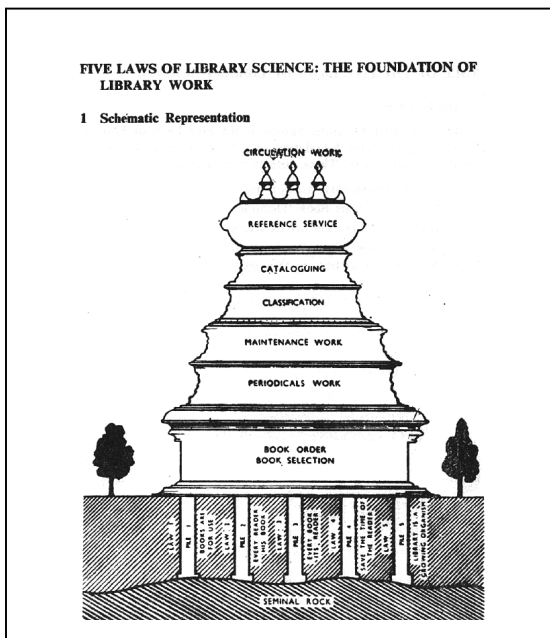 FIVE LAWS OF LIBRARY SCIENCE: THE FOUNDATION OF
LIBRARY WORK
1 Schematic Representation
CIRCULATION WORK
REFERENCE SERVICE
CATALOGUING
CLASSIFICATION
MAINTENANCE WORK
PERIODICALS WORK
BOOK ORDER
BOOK SELECTION
LAW 1
PILE 1
BOOKS ARE
FOR USE
LAW 2
PILE 2
EVERY READER
HIS BOOK
LAW 3
PILE 3
EVERY BOOK
ITS READER
LAW 4
PILE 4
SAVE THE TIME OF
THE READER
LAW 5
PILE 5
LIBRARY IS A
GROWING ORGANISM
SEMINAL ROCK